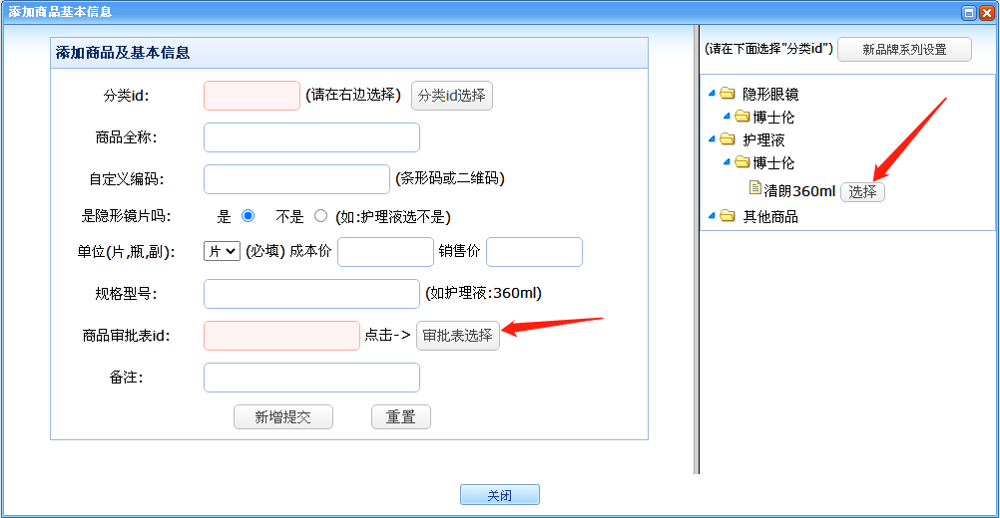 添加商品基本信息
添加商品及基本信息
分类id:
(请在右边选择)
分类id选择
商品全称:
自定义编码:
(条形码或二维码)
是隐形镜片吗:
是
不是
(如:护理液选不是)
单位(片,瓶,副):
片
(必填) 成本价
销售价
规格型号:
(如护理液:360ml)
商品审批表id:
点击->
审批表选择
备注:
新增提交
重置
(请在下面选择"分类id")
新品牌系列设置
隐形眼镜
博士伦
护理液
博士伦
清朗360ml
选择
其他商品
关闭